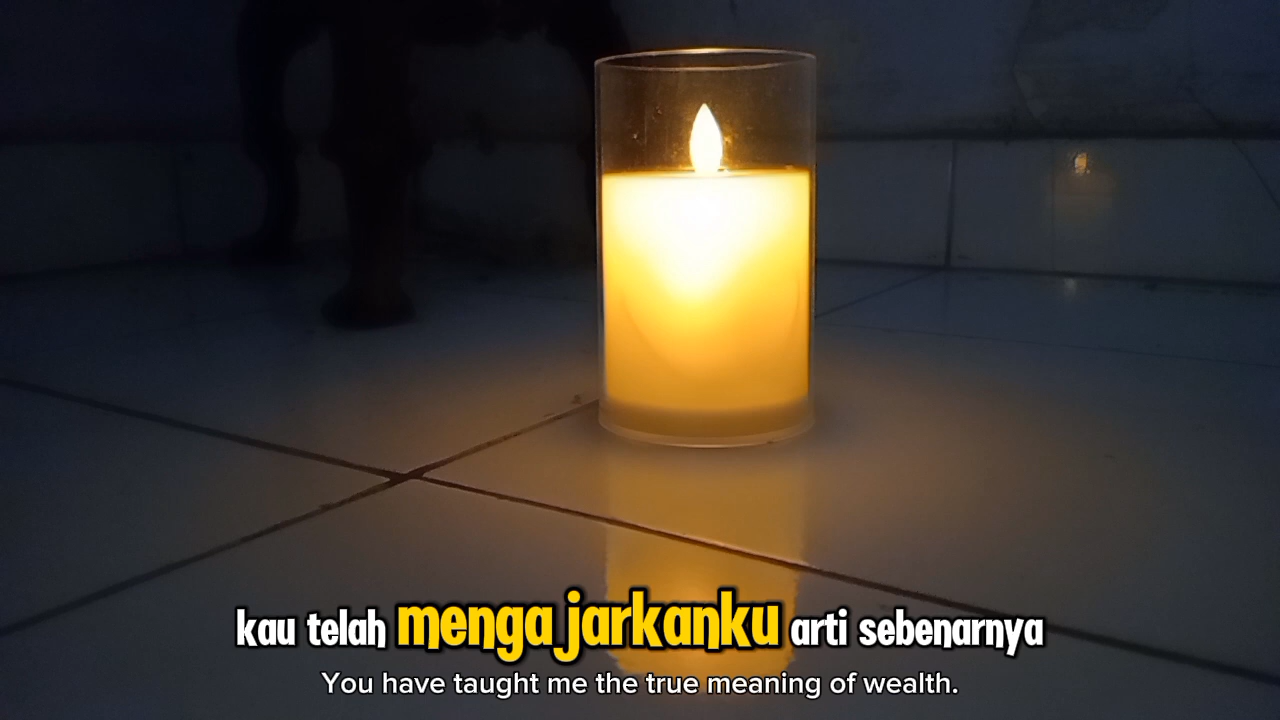 kau telah mengajarkanku arti sebenarnya
You have taught me the true meaning of wealth.